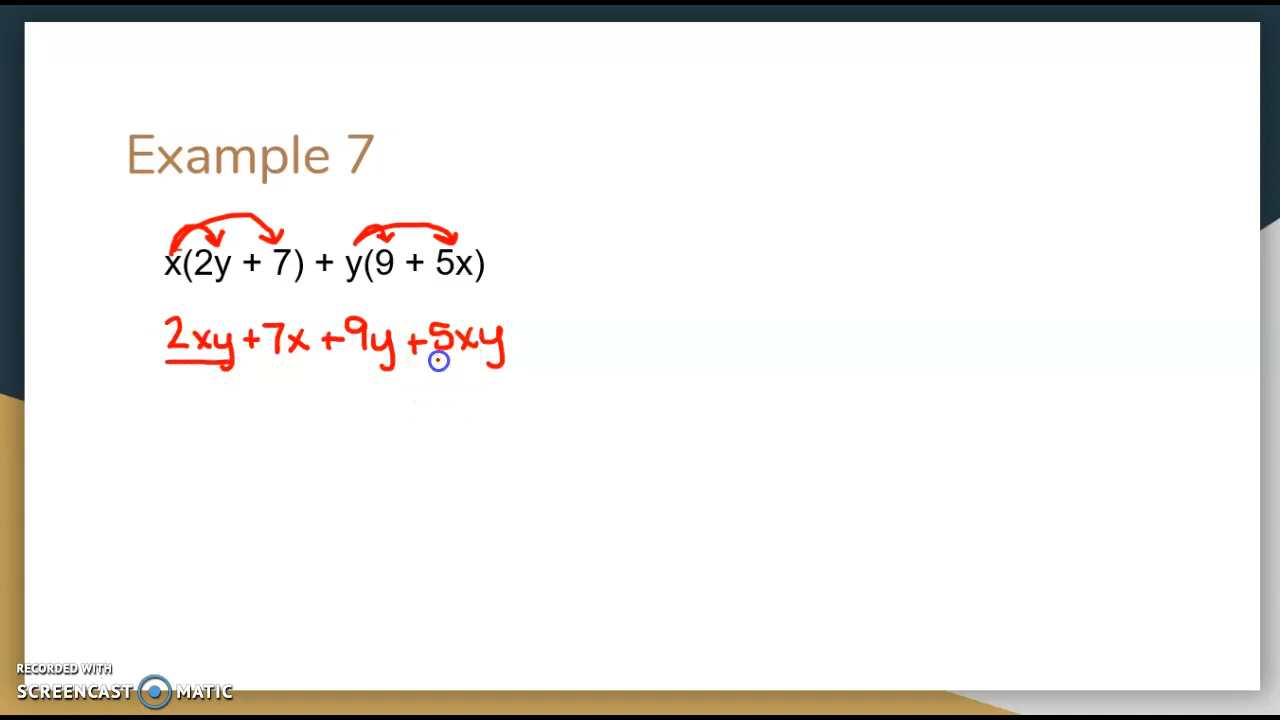 Example 7
x(2y + 7) + y(9 + 5x)
2xy +7x +9y +5xy
RECORDED WITH
SCREENCAST MATIC